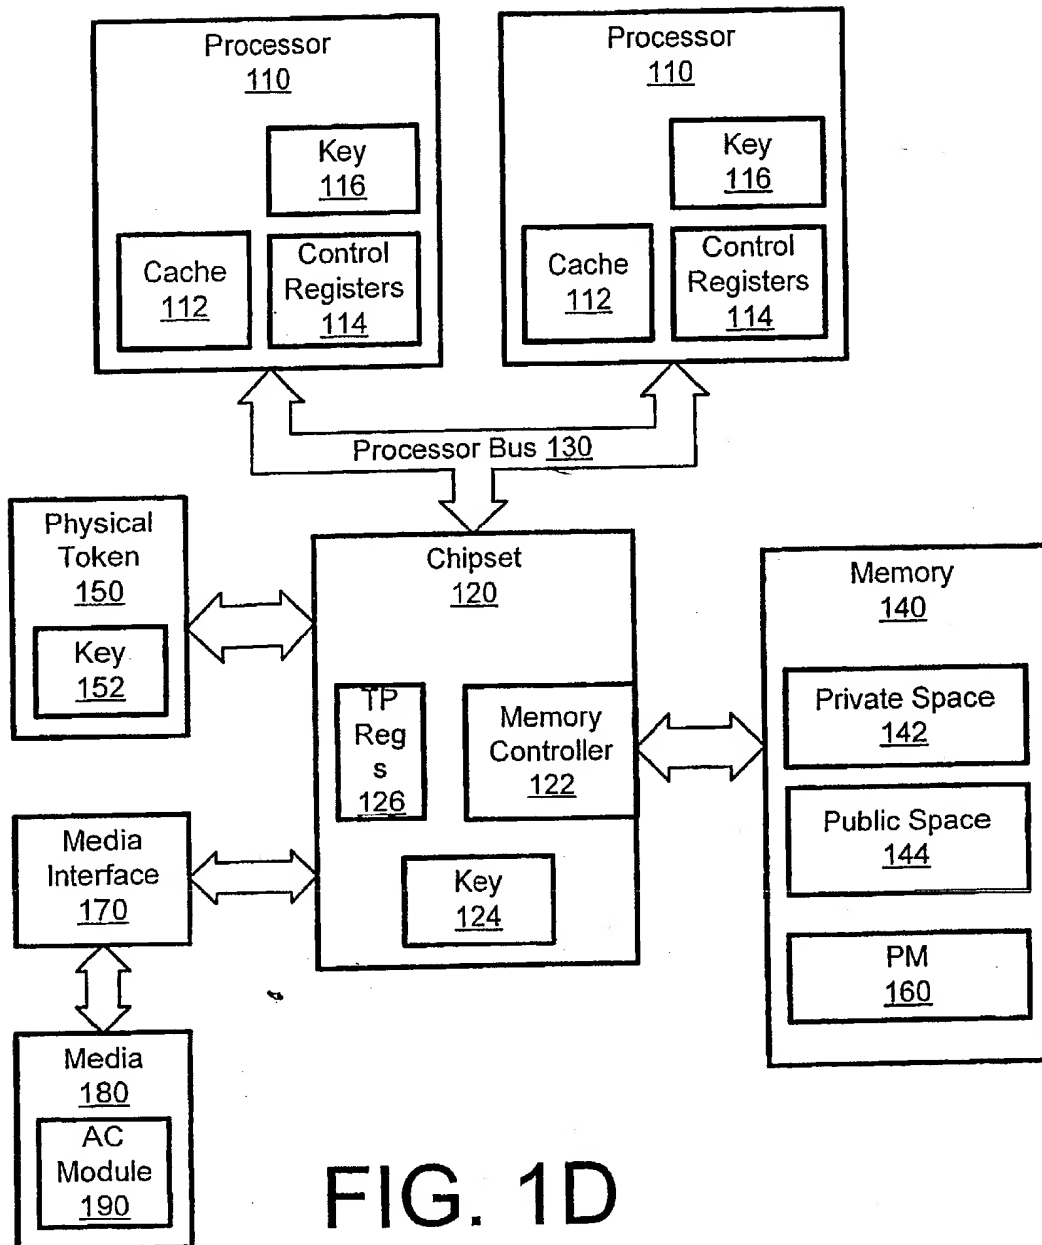 Processor
110
Key
116
Cache
112
Control
Registers
114
Processor
110
Key
116
Cache
112
Control
Registers
114
Processor Bus 130
Physical
Token
150
Key
152
Chipset
120
TP
Reg
s
126
Memory
Controller
122
Key
124
Memory
140
Private Space
142
Public Space
144
PM
160
Media
Interface
170
Media
180
AC
Module
190
FIG. 1D